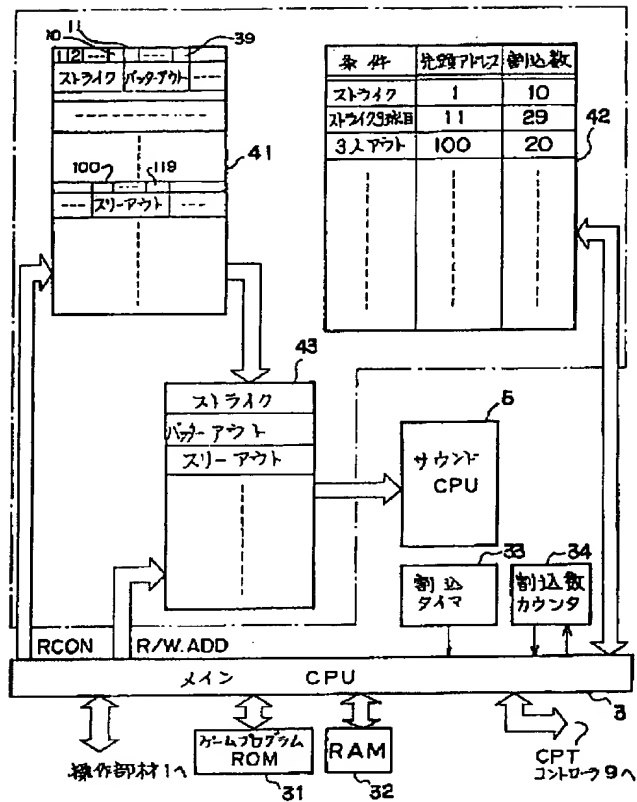 11
10
39
1 2 ---- ---
ストライク バッターアウト ----
41
100
119
---- スリーアウト ----
条件 先頭アドレス 割込数
ストライク 1 10
ストライク3球目 11 29
3人アウト 100 20
42
43
ストライク
バッターアウト
スリーアウト
5
サウンド
CPU
33
割込
タイマ
34
割込数
カウンタ
RCON
R/W.ADD
メイン CPU
3
操作部材1へ
ゲームプログラム
ROM
31
RAM
32
CPT
コントローラ9へ